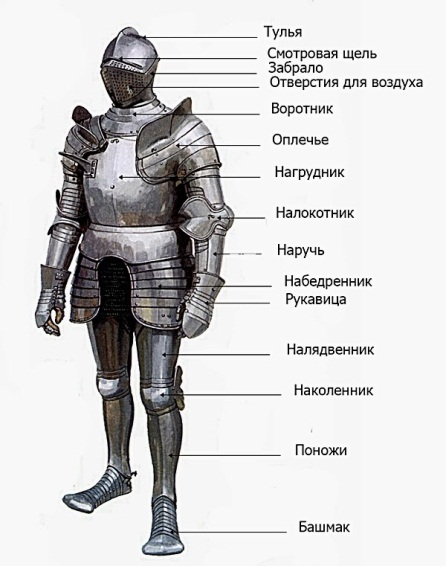 Тулья
Смотровая щель
Забрало
Отверстия для воздуха
Воротник
Оплечье
Нагрудник
Налокотник
Наручь
Набедренник
Рукавица
Налядвенник
Наколенник
Поножи
Башмак